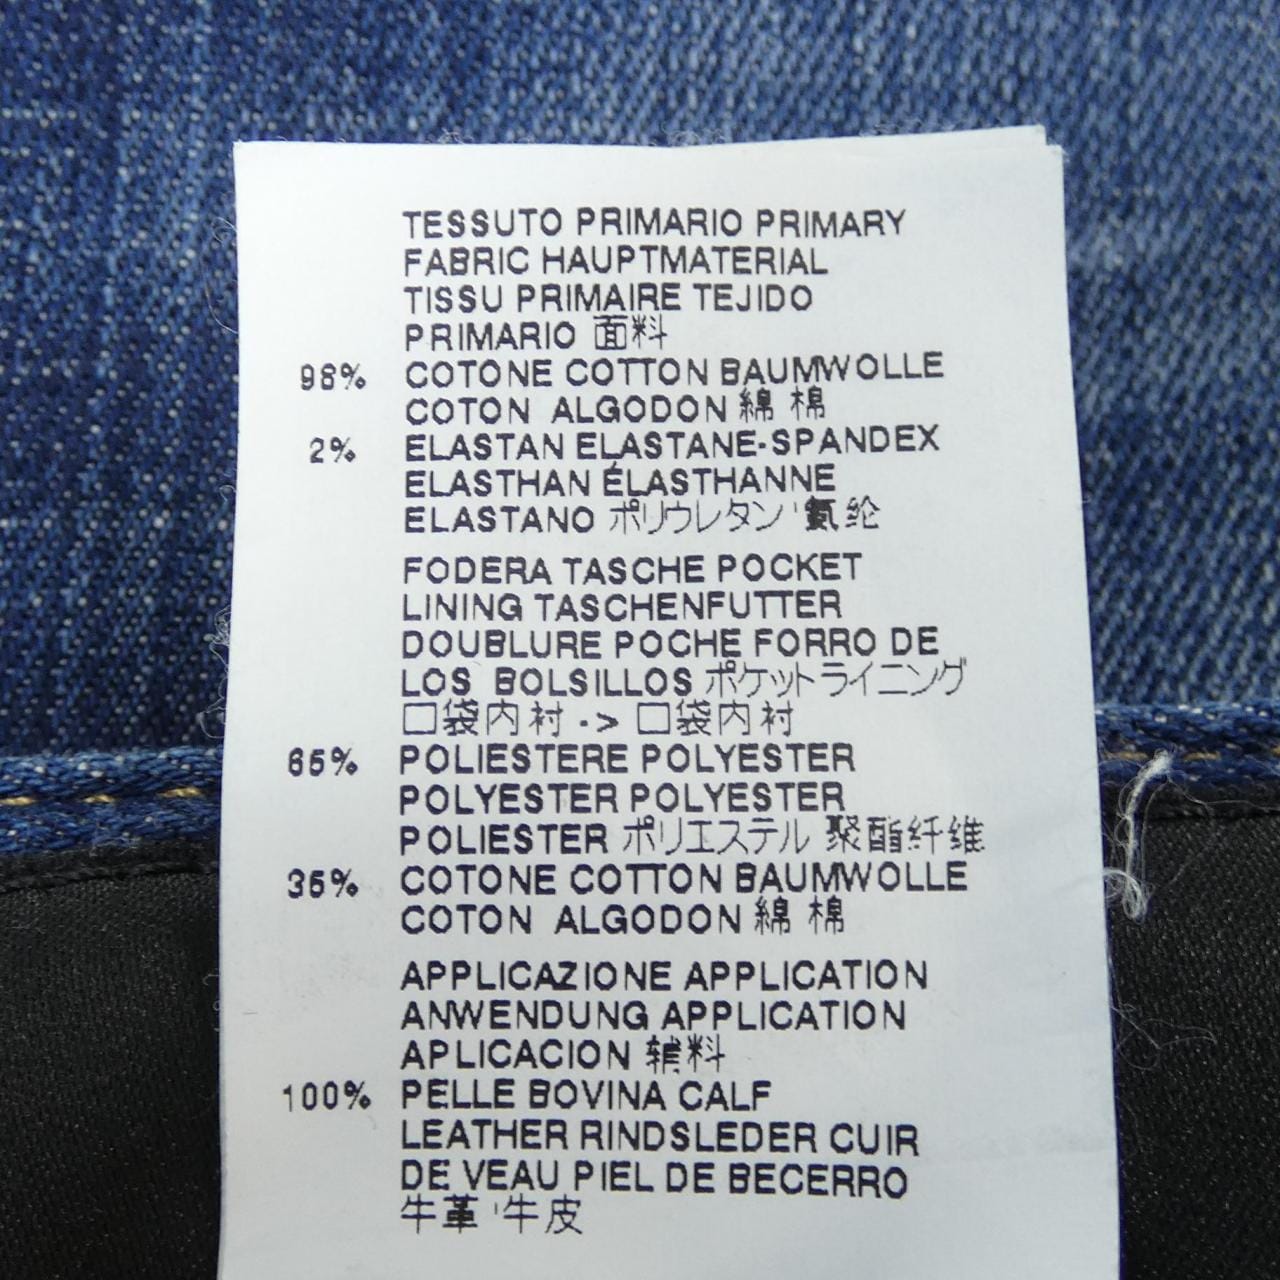 TESSUTO PRIMARIO PRIMARY
FABRIC HAUPTMATERIAL
TISSU PRIMAIRE TEJIDO
PRIMARIO 面料
98% COTONE COTTON BAUMWOLLE
COTON ALGODON 綿 棉
2% ELASTAN ELASTANE-SPANDEX
ELASTHAN ÉLASTHANNE
ELASTANO ポリウレタン '氨纶
FODERA TASCHE POCKET
LINING TASCHENFUTTER
DOUBLURE POCHE FORRO DE
LOS BOLSILLOS ポケットライニング
口袋内衬 -> 口袋内衬
65% POLIESTERE POLYESTER
POLYESTER POLYESTER
POLIESTER ポリエステル 聚酯纤维
35% COTONE COTTON BAUMWOLLE
COTON ALGODON 綿 棉
APPLICAZIONE APPLICATION
ANWENDUNG APPLICATION
APLICACION 辅料
100% PELLE BOVINA CALF
LEATHER RINDSLEDER CUIR
DE VEAU PIEL DE BECERRO
牛革 '牛皮